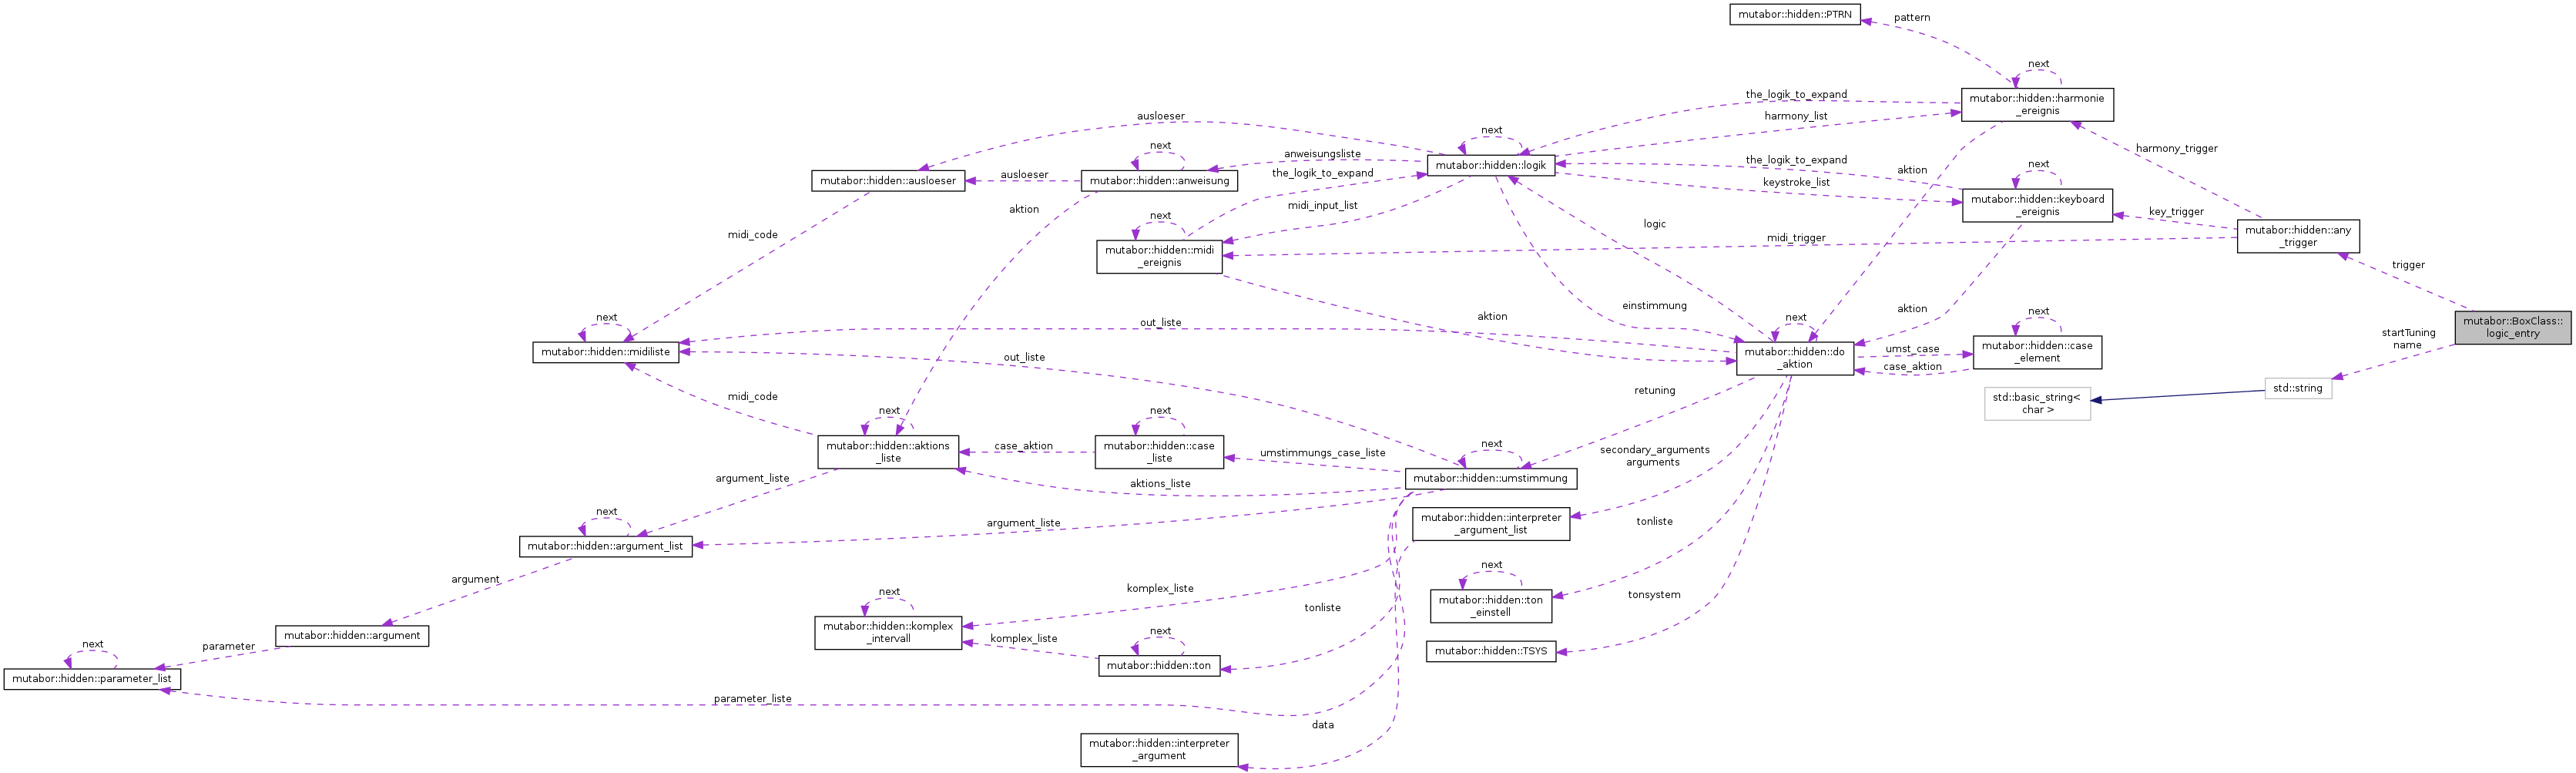 mutabor::hidden::PTRN
pattern
next
mutabor::hidden::harmonie
_ereignis
the_logik_to_expand
harmony_list
ausloeser
next
next
anweisungsliste
mutabor::hidden::logik
the_logik_to_expand
next
harmony_trigger
mutabor::hidden::ausloeser
ausloeser
mutabor::hidden::anweisung
the_logik_to_expand
keystroke_list
aktion
mutabor::hidden::keyboard
_ereignis
key_trigger
aktion
midi_input_list
next
logic
mutabor::hidden::any
_trigger
midi_code
mutabor::hidden::midi
_ereignis
midi_trigger
trigger
einstimmung
aktion
aktion
next
out_liste
next
next
mutabor::BoxClass::
logic_entry
startTuning
name
mutabor::hidden::midiliste
out_liste
mutabor::hidden::do
_aktion
umst_case
case_aktion
mutabor::hidden::case
_element
std::string
std::basic_string<
char >
midi_code
retuning
next
next
next
mutabor::hidden::aktions
_liste
case_aktion
mutabor::hidden::case
_liste
umstimmungs_case_liste
secondary_arguments
arguments
argument_liste
aktions_liste
mutabor::hidden::umstimmung
next
argument_liste
mutabor::hidden::interpreter
_argument_list
tonliste
mutabor::hidden::argument_list
argument
next
komplex_liste
next
mutabor::hidden::ton
_einstell
tonsystem
tonliste
mutabor::hidden::komplex
_intervall
mutabor::hidden::argument
parameter
next
komplex_liste
next
mutabor::hidden::TSYS
mutabor::hidden::ton
mutabor::hidden::parameter_list
parameter_liste
data
mutabor::hidden::interpreter
_argument